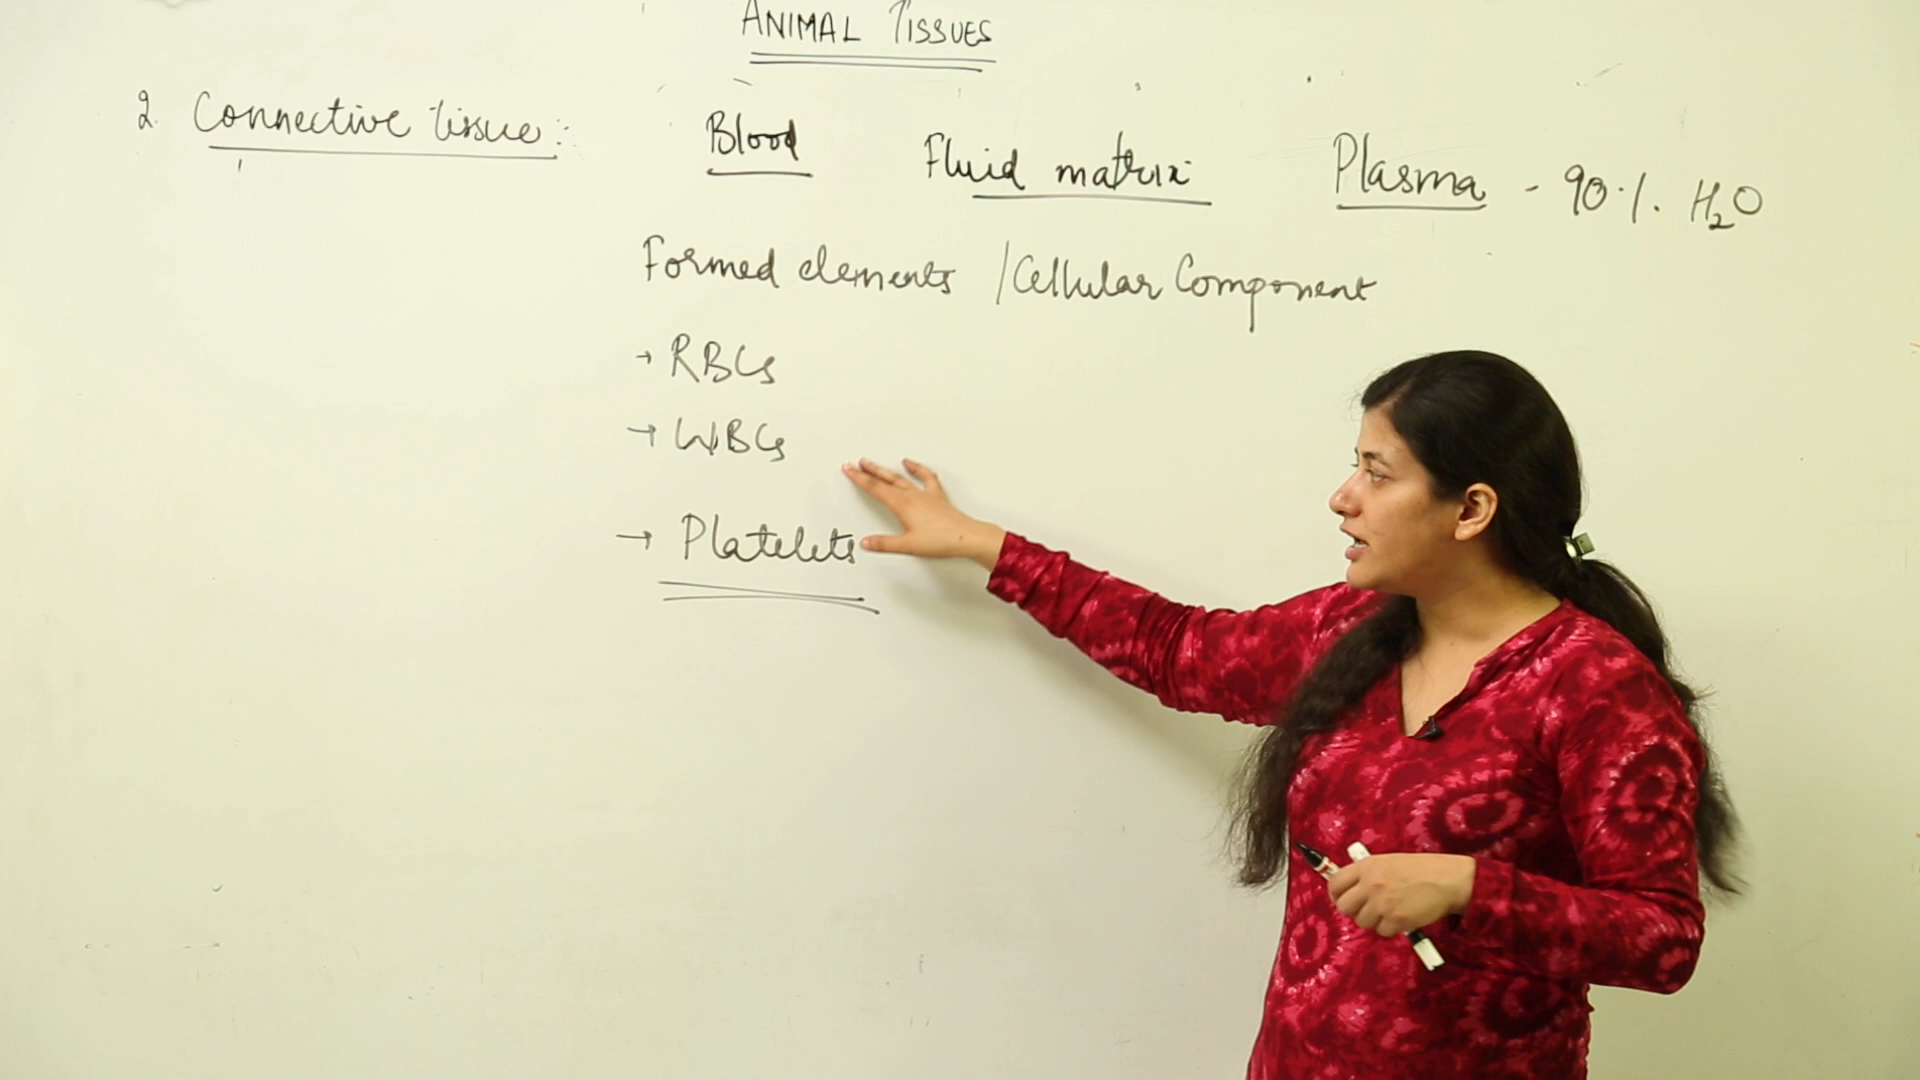 ANIMAL TISSUES
2. Connective tissue:
Blood Fluid matrix Plasma - 90% H₂O
Formed elements / Cellular Component
→ RBCs
→ WBCs
→ Platelets